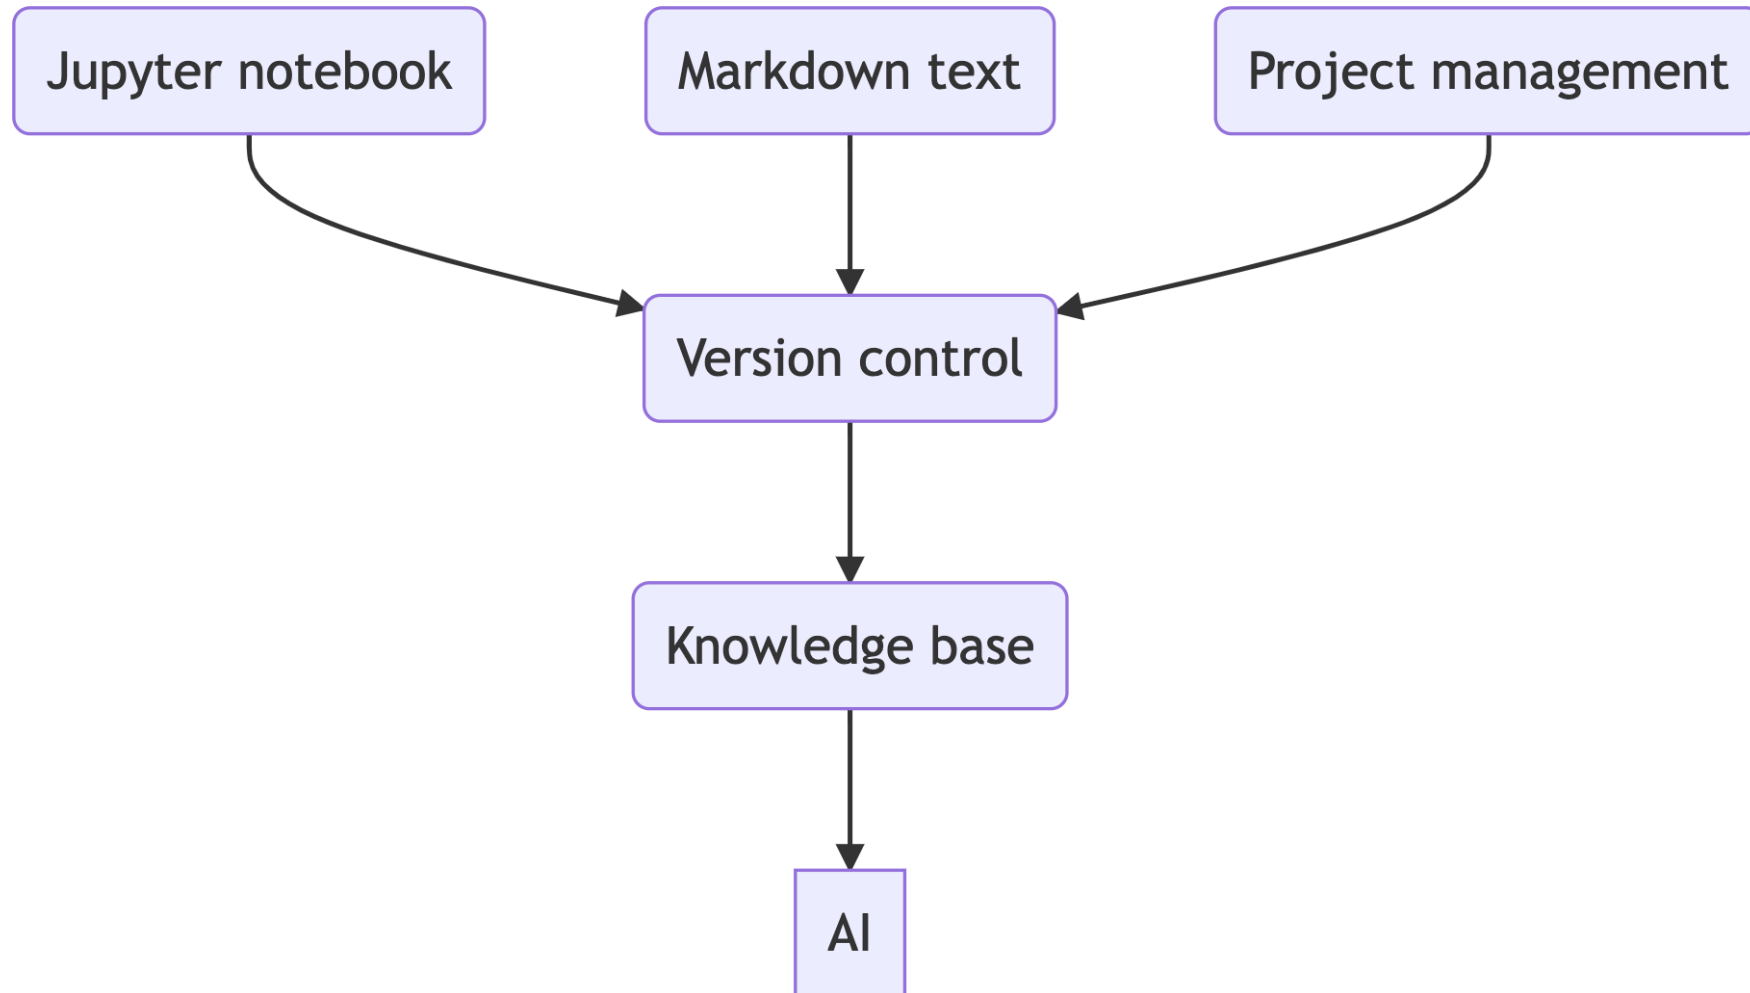 Jupyter notebook
Markdown text
Project management
Version control
Knowledge base
AI